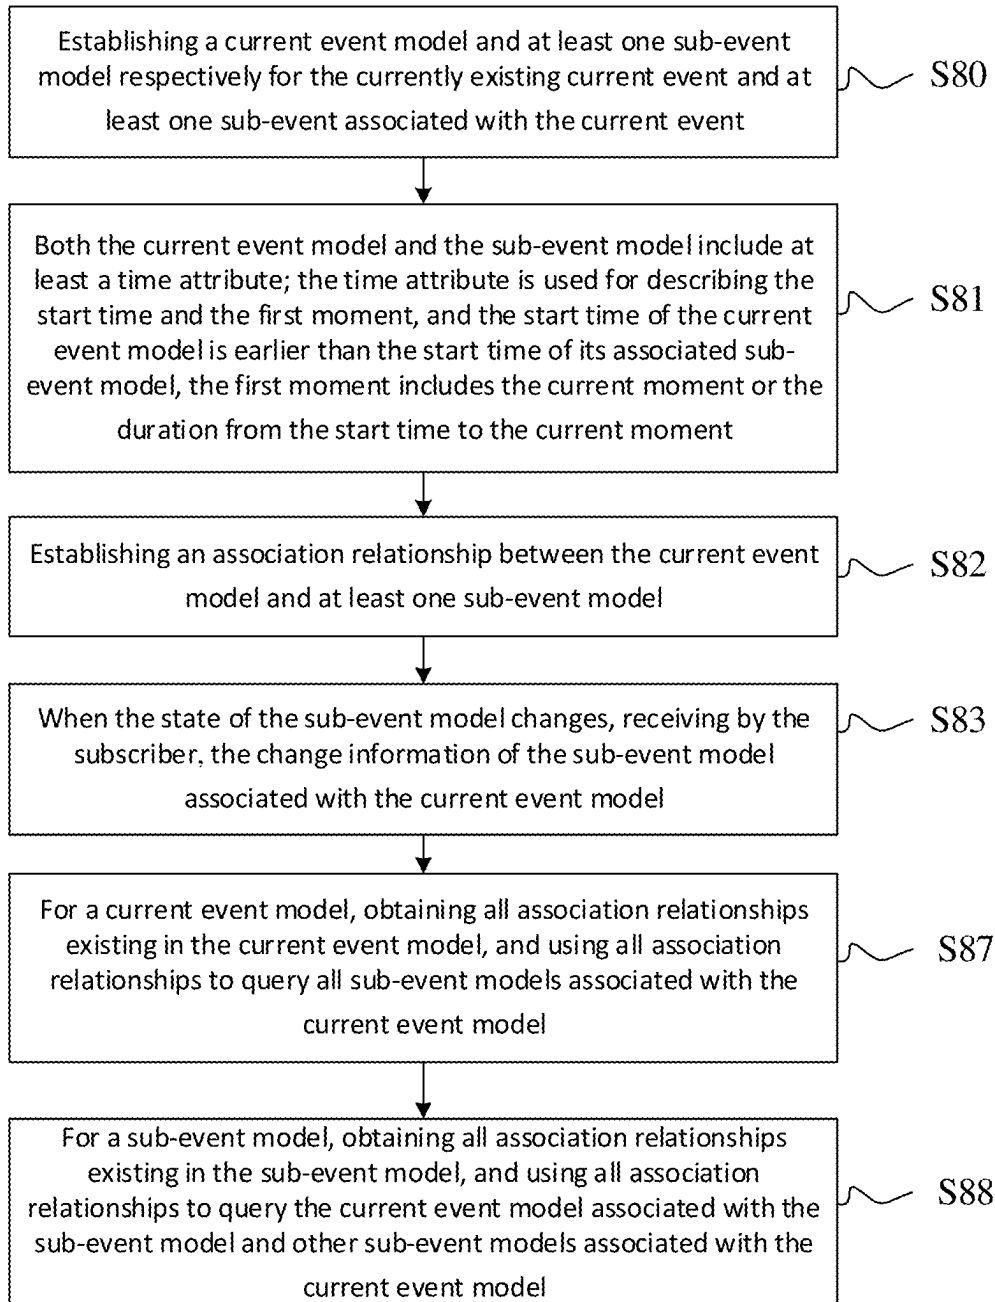 Establishing a current event model and at least one sub-event
model respectively for the currently existing current event and at
least one sub-event associated with the current event
S80
Both the current event model and the sub-event model include at
least a time attribute; the time attribute is used for describing the
start time and the first moment, and the start time of the current
event model is earlier than the start time of its associated sub-
event model, the first moment includes the current moment or the
duration from the start time to the current moment
S81
Establishing an association relationship between the current event
model and at least one sub-event model
S82
When the state of the sub-event model changes, receiving by the
subscriber, the change information of the sub-event model
associated with the current event model
S83
For a current event model, obtaining all association relationships
existing in the current event model, and using all association
relationships to query all sub-event models associated with the
current event model
S87
For a sub-event model, obtaining all association relationships
existing in the sub-event model, and using all association
relationships to query the current event model associated with the
sub-event model and other sub-event models associated with the
current event model
S88